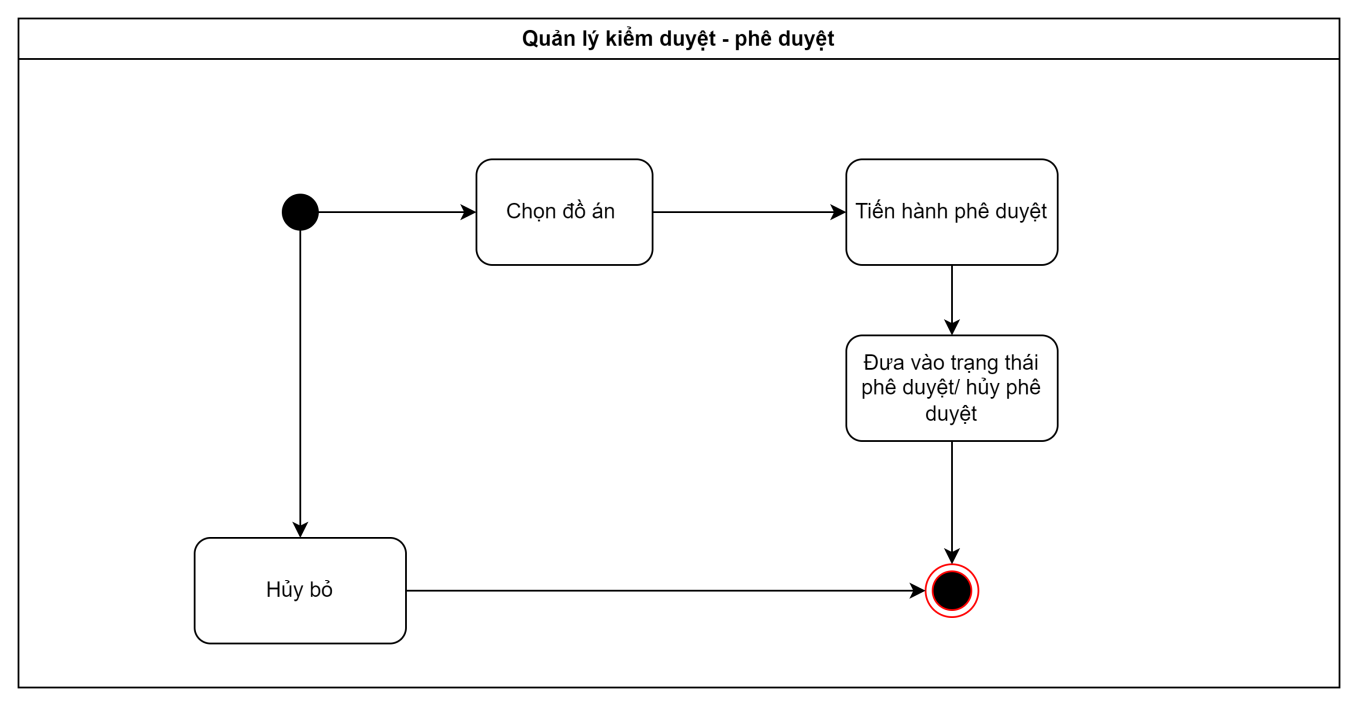 Quản lý kiểm duyệt - phê duyệt
Chọn đồ án
Tiến hành phê duyệt
Đưa vào trạng thái
phê duyệt/ hủy phê
duyệt
Hủy bỏ